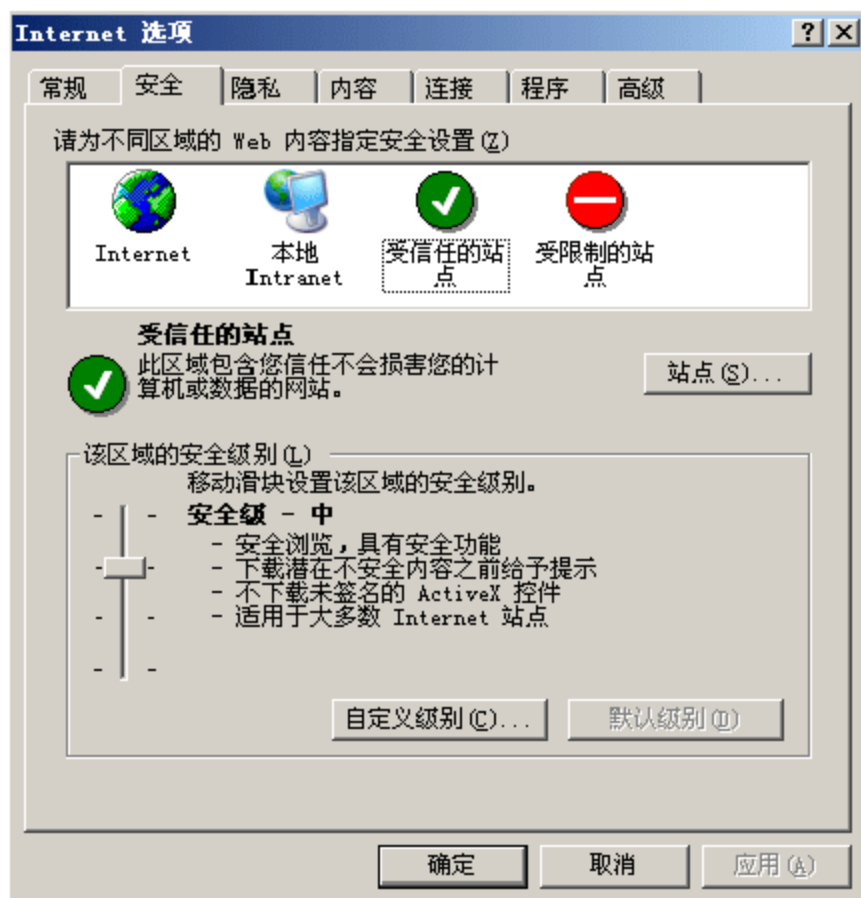 Internet 选项
常规 安全 隐私 内容 连接 程序 高级
请为不同区域的 Web 内容指定安全设置(Z)
Internet
本地
Intranet
受信任的站
点
受限制的站
点
受信任的站点
此区域包含您信任不会损害您的计
算机或数据的网站。
站点(S)...
该区域的安全级别(L)
移动滑块设置该区域的安全级别。
安全级 - 中
- 安全浏览，具有安全功能
- 下载潜在不安全内容之前给予提示
- 不下载未签名的 ActiveX 控件
- 适用于大多数 Internet 站点
自定义级别(C)... 默认级别(D)
确定 取消 应用(A)